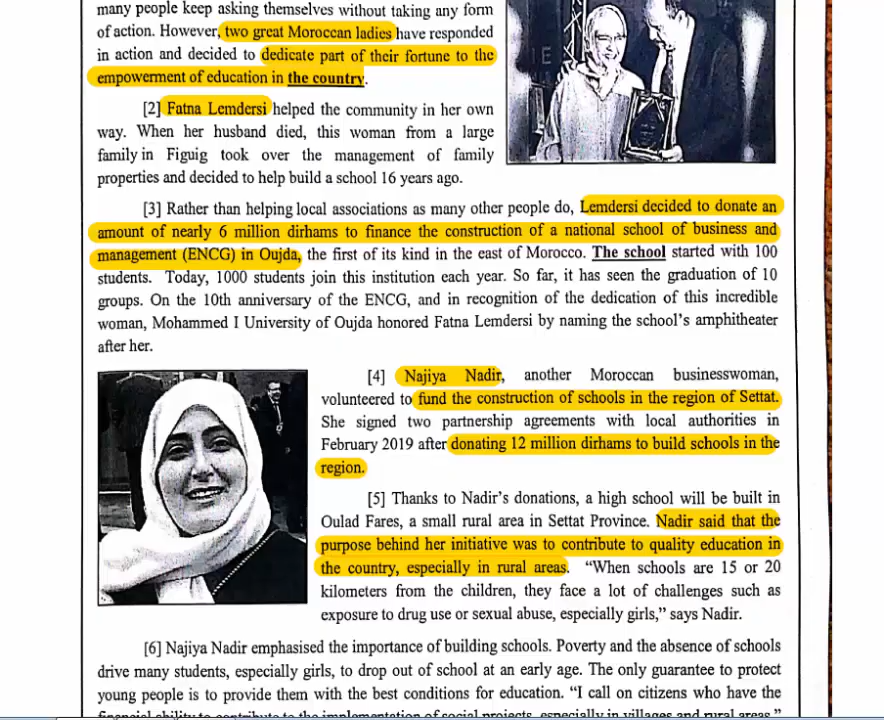 many people keep asking themselves without taking any form
of action. However, two great Moroccan ladies have responded
in action and decided to dedicate part of their fortune to the
empowerment of education in the country.
[2] Fatna Lemdersi helped the community in her own
way. When her husband died, this woman from a large
family in Figuig took over the management of family
properties and decided to help build a school 16 years ago.
[3] Rather than helping local associations as many other people do, Lemdersi decided to donate an
amount of nearly 6 million dirhams to finance the construction of a national school of business and
management (ENCG) in Oujda, the first of its kind in the east of Morocco. The school started with 100
students. Today, 1000 students join this institution each year. So far, it has seen the graduation of 10
groups. On the 10th anniversary of the ENCG, and in recognition of the dedication of this incredible
woman, Mohammed I University of Oujda honored Fatna Lemdersi by naming the school's amphitheater
after her.
[4] Najiya Nadir, another Moroccan businesswoman,
volunteered to fund the construction of schools in the region of Settat.
She signed two partnership agreements with local authorities in
February 2019 after donating 12 million dirhams to build schools in the
region.
[5] Thanks to Nadir's donations, a high school will be built in
Oulad Fares, a small rural area in Settat Province. Nadir said that the
purpose behind her initiative was to contribute to quality education in
the country, especially in rural areas. “When schools are 15 or 20
kilometers from the children, they face a lot of challenges such as
exposure to drug use or sexual abuse, especially girls,” says Nadir.
[6] Najiya Nadir emphasised the importance of building schools. Poverty and the absence of schools
drive many students, especially girls, to drop out of school at an early age. The only guarantee to protect
young people is to provide them with the best conditions for education. “I call on citizens who have the
financial ability to contribute to the implementation of social projects, especially in villages and rural areas.”